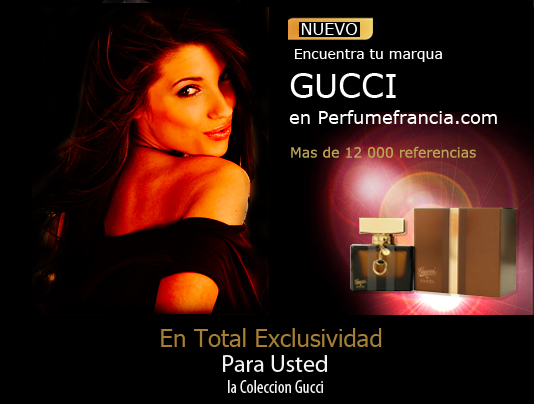 NUEVO
Encuentra tu marqua
GUCCI
en Perfumefrancia.com
Mas de 12 000 referencias
En Total Exclusividad
Para Usted
la Coleccion Gucci